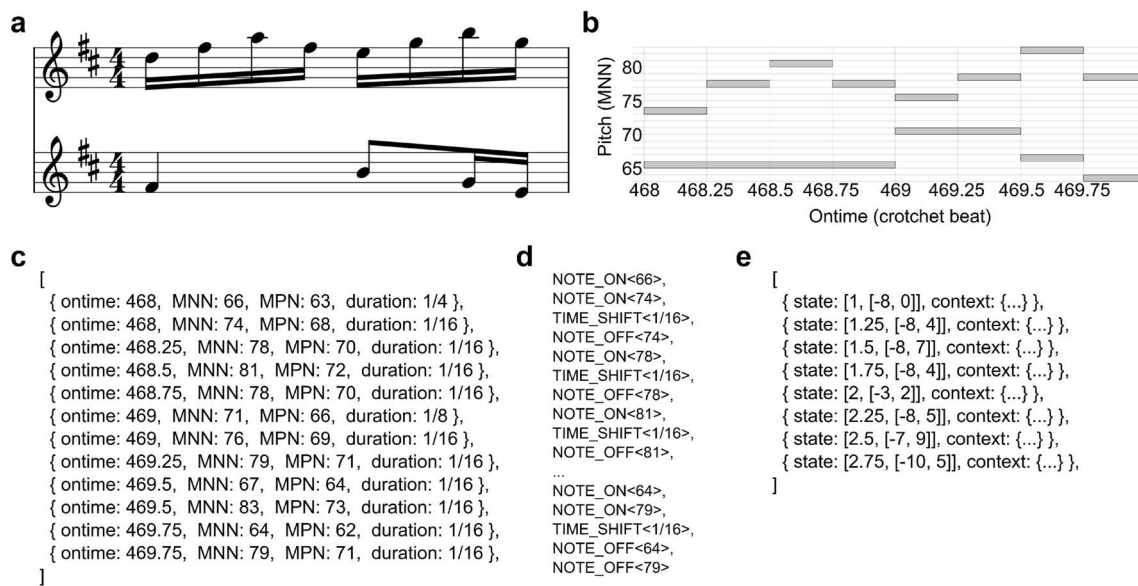 a
4
4
4
4
b
80
75
70
65
Pitch (MNN)
468 468.25 468.5 468.75 469 469.25 469.5 469.75
Ontime (crotchet beat)
c
[
{ ontime: 468, MNN: 66, MPN: 63, duration: 1/4 },
{ ontime: 468, MNN: 74, MPN: 68, duration: 1/16 },
{ ontime: 468.25, MNN: 78, MPN: 70, duration: 1/16 },
{ ontime: 468.5, MNN: 81, MPN: 72, duration: 1/16 },
{ ontime: 468.75, MNN: 78, MPN: 70, duration: 1/16 },
{ ontime: 469, MNN: 71, MPN: 66, duration: 1/8 },
{ ontime: 469, MNN: 76, MPN: 69, duration: 1/16 },
{ ontime: 469.25, MNN: 79, MPN: 71, duration: 1/16 },
{ ontime: 469.5, MNN: 67, MPN: 64, duration: 1/16 },
{ ontime: 469.5, MNN: 83, MPN: 73, duration: 1/16 },
{ ontime: 469.75, MNN: 64, MPN: 62, duration: 1/16 },
{ ontime: 469.75, MNN: 79, MPN: 71, duration: 1/16 },
]
d
NOTE_ON<66>,
NOTE_ON<74>,
TIME_SHIFT<1/16>,
NOTE_OFF<74>,
NOTE_ON<78>,
TIME_SHIFT<1/16>,
NOTE_OFF<78>,
NOTE_ON<81>,
TIME_SHIFT<1/16>,
NOTE_OFF<81>,
...
NOTE_ON<64>,
NOTE_ON<79>,
TIME_SHIFT<1/16>,
NOTE_OFF<64>,
NOTE_OFF<79>
e
[
{ state: [1, [-8, 0]], context: {...} },
{ state: [1.25, [-8, 4]], context: {...} },
{ state: [1.5, [-8, 7]], context: {...} },
{ state: [1.75, [-8, 4]], context: {...} },
{ state: [2, [-3, 2]], context: {...} },
{ state: [2.25, [-8, 5]], context: {...} },
{ state: [2.5, [-7, 9]], context: {...} },
{ state: [2.75, [-10, 5]], context: {...} },
]